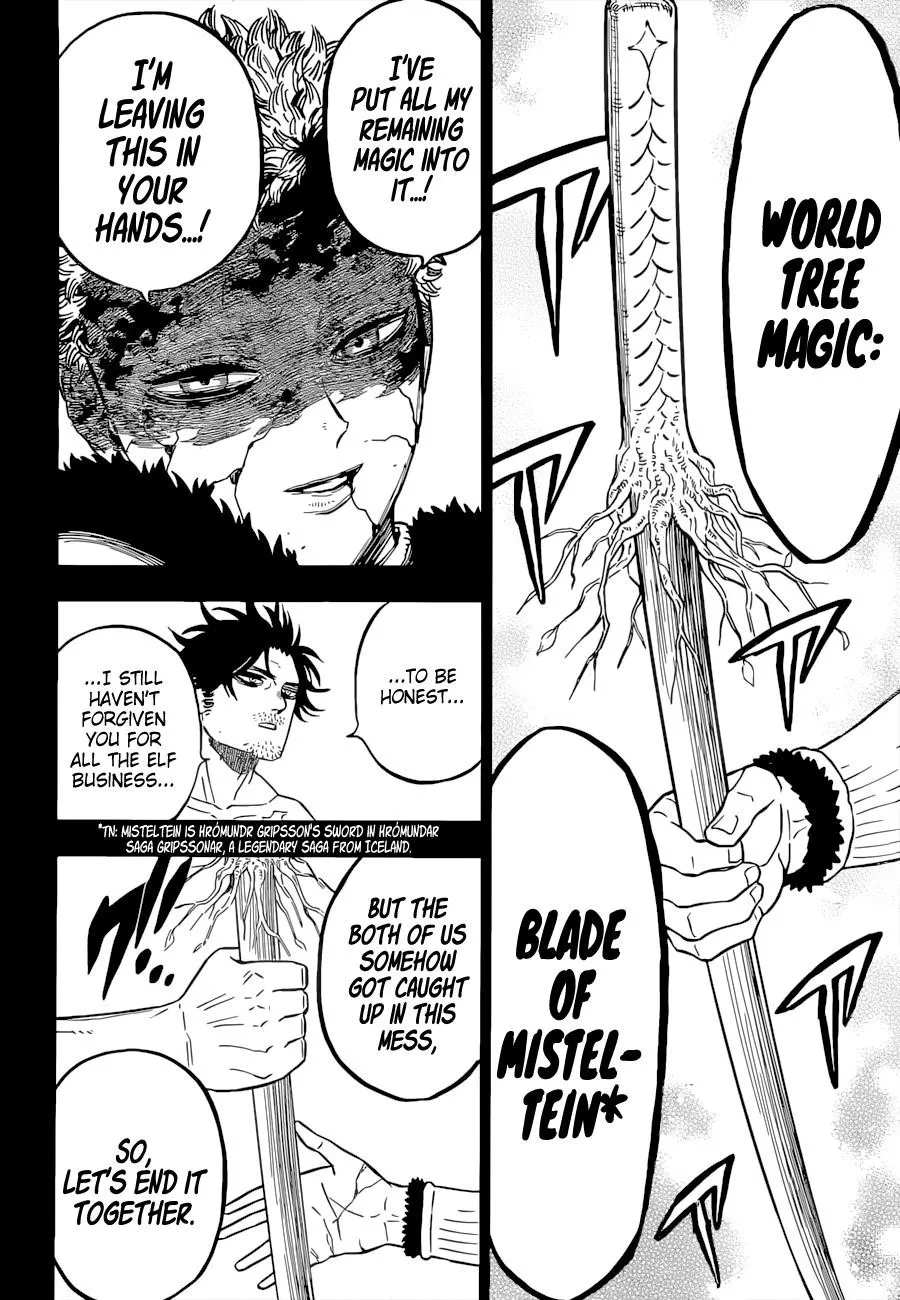 WORLD
TREE
MAGIC:
BLADE
OF
MISTEL-
TEIN*
I'VE
PUT ALL MY
REMAINING
MAGIC INTO
IT...!
I'M
LEAVING
THIS IN
YOUR
HANDS...!
...TO BE
HONEST...
...I STILL
HAVEN'T
FORGIVEN
YOU FOR
ALL THE ELF
BUSINESS...
*TN: MISTELTEIN IS HRÓMUNDR GRIPSSON'S SWORD IN HRÓMUNDAR
SAGA GRIPSSONAR, A LEGENDARY SAGA FROM ICELAND.
BUT THE
BOTH OF US
SOMEHOW
GOT CAUGHT
UP IN THIS
MESS,
SO,
LET'S END IT
TOGETHER.